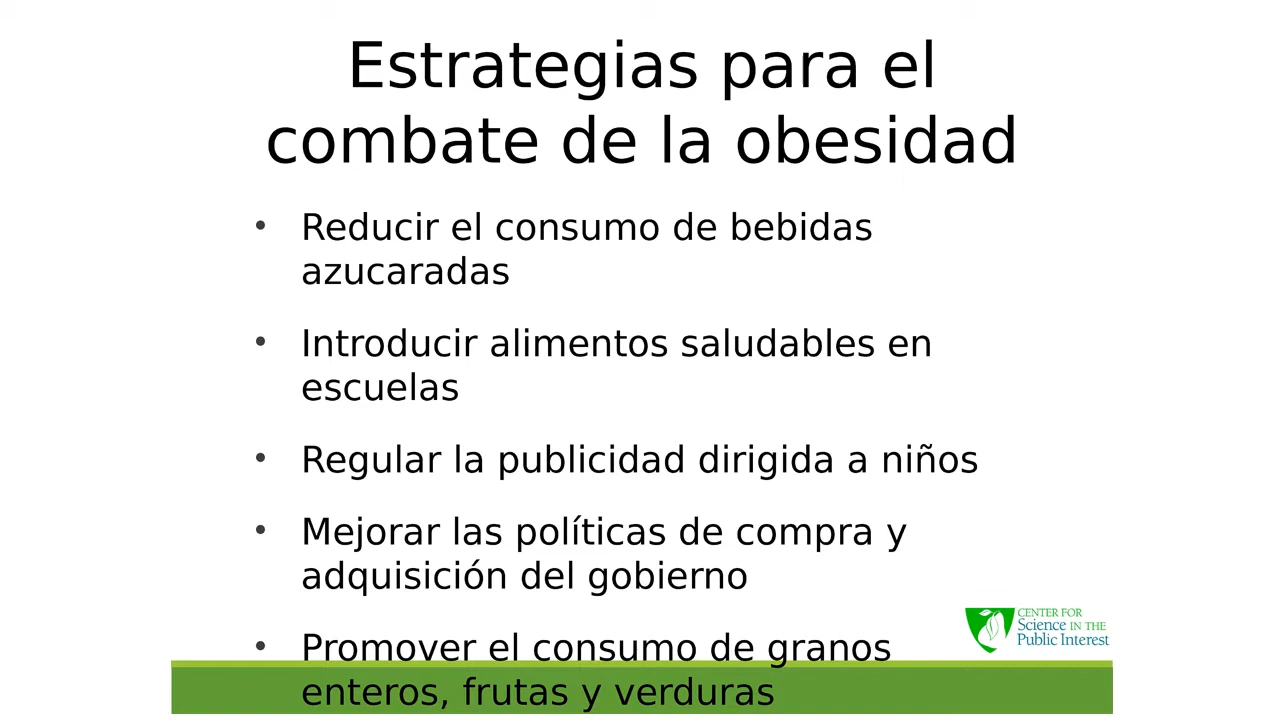 Estrategias para el
combate de la obesidad
• Reducir el consumo de bebidas
azucaradas
• Introducir alimentos saludables en
escuelas
• Regular la publicidad dirigida a niños
• Mejorar las políticas de compra y
adquisición del gobierno
• Promover el consumo de granos
enteros, frutas y verduras
CENTER FOR
Science IN THE
Public Interest